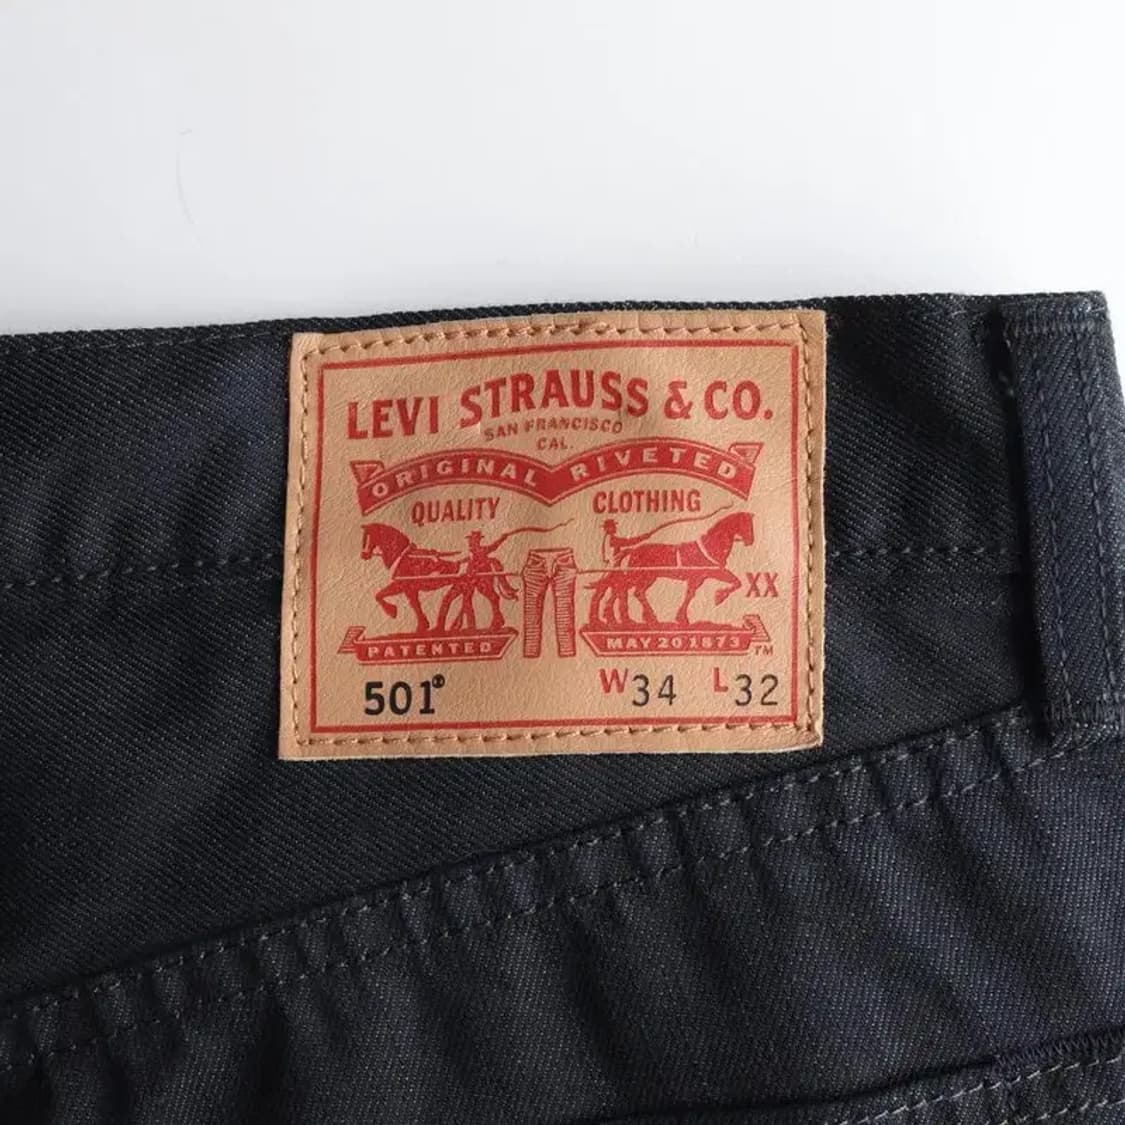 LEVI STRAUSS & CO.
SAN FRANCISCO
CAL.
ORIGINAL RIVETED
QUALITY CLOTHING
XX
PATENTED MAY 20 1873 TM
501® W34 L32